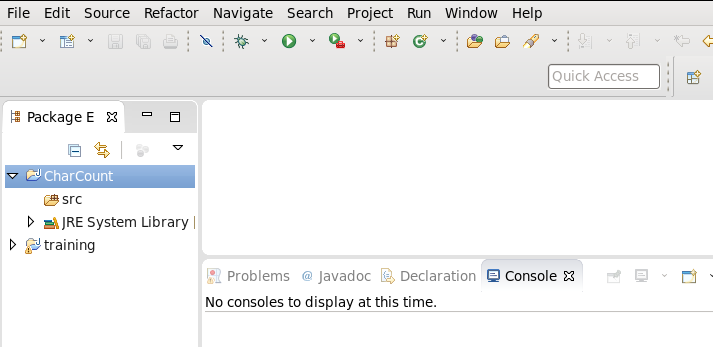 File Edit Source Refactor Navigate Search Project Run Window Help
Quick Access
Package E
CharCount
src
JRE System Library
training
Problems @ Javadoc Declaration Console
No consoles to display at this time.